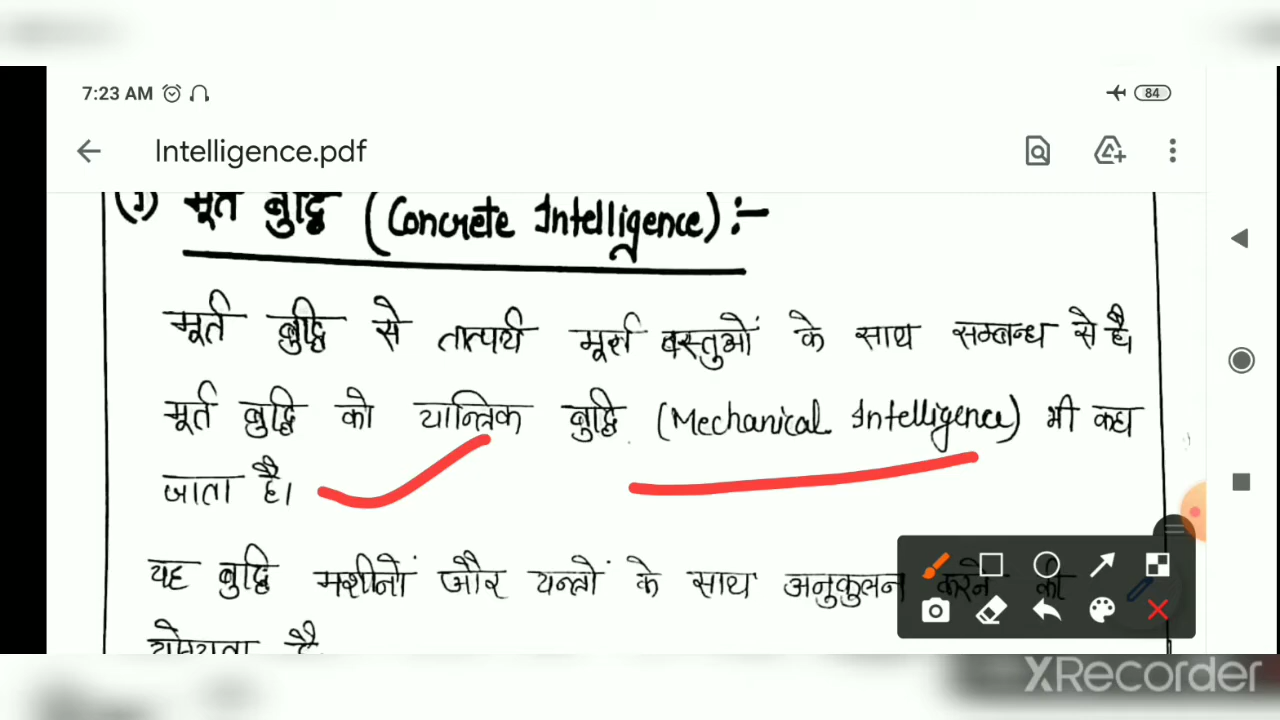 7:23 AM 84
Intelligence.pdf
(1) मूर्त बुद्धि (Concrete Intelligence) :-
मूर्त बुद्धि से तात्पर्य मूर्त वस्तुओं के साथ सम्बन्ध से है।
मूर्त बुद्धि को यान्त्रिक बुद्धि (Mechanical Intelligence) भी कहा
जाता है।
यह बुद्धि मशीनों और यन्त्रों के साथ अनुकुलन करने की
योग्यता है
XRecorder